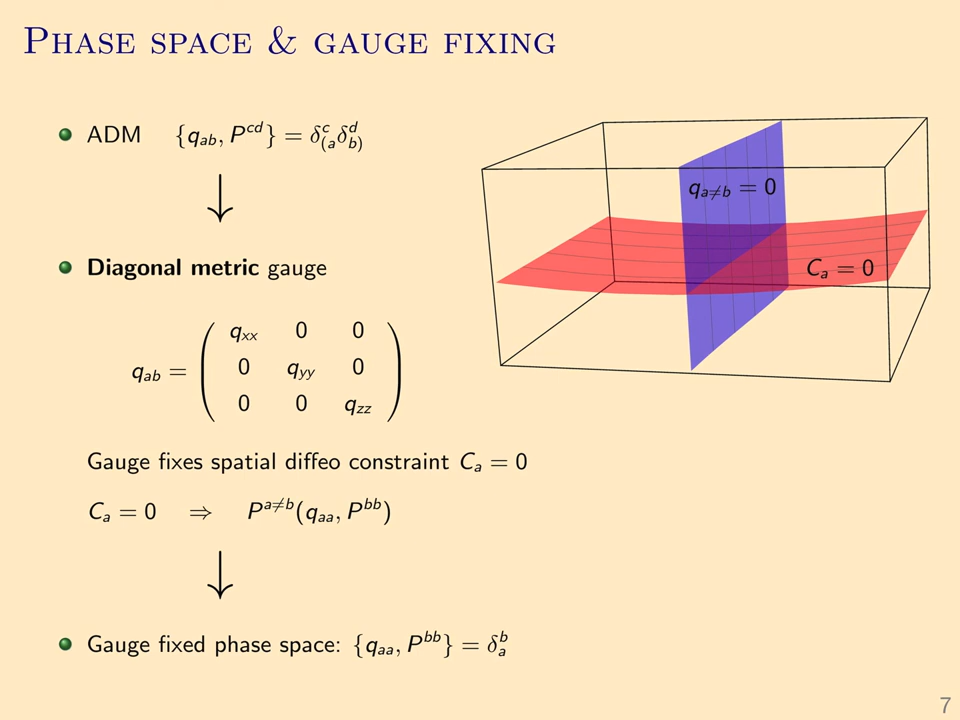 Phase space & gauge fixing
ADM {q_ab, P^cd} = δ^c_(a δ^d_b)
↓
q_a≠b = 0
Diagonal metric gauge
C_a = 0
q_ab = ( q_xx 0 0
0 q_yy 0
0 0 q_zz )
Gauge fixes spatial diffeo constraint C_a = 0
C_a = 0 ⇒ P^a≠b(q_aa, P^bb)
↓
Gauge fixed phase space: {q_aa, P^bb} = δ^b_a
7